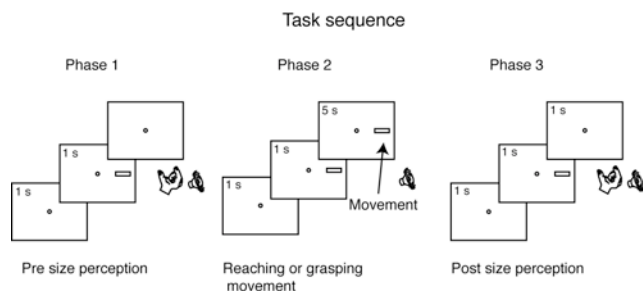 Task sequence
Phase 1
Phase 2
Phase 3
1 s
1 s
5 s
1 s
1 s
Movement
1 s
1 s
1 s
Pre size perception
Reaching or grasping
movement
Post size perception